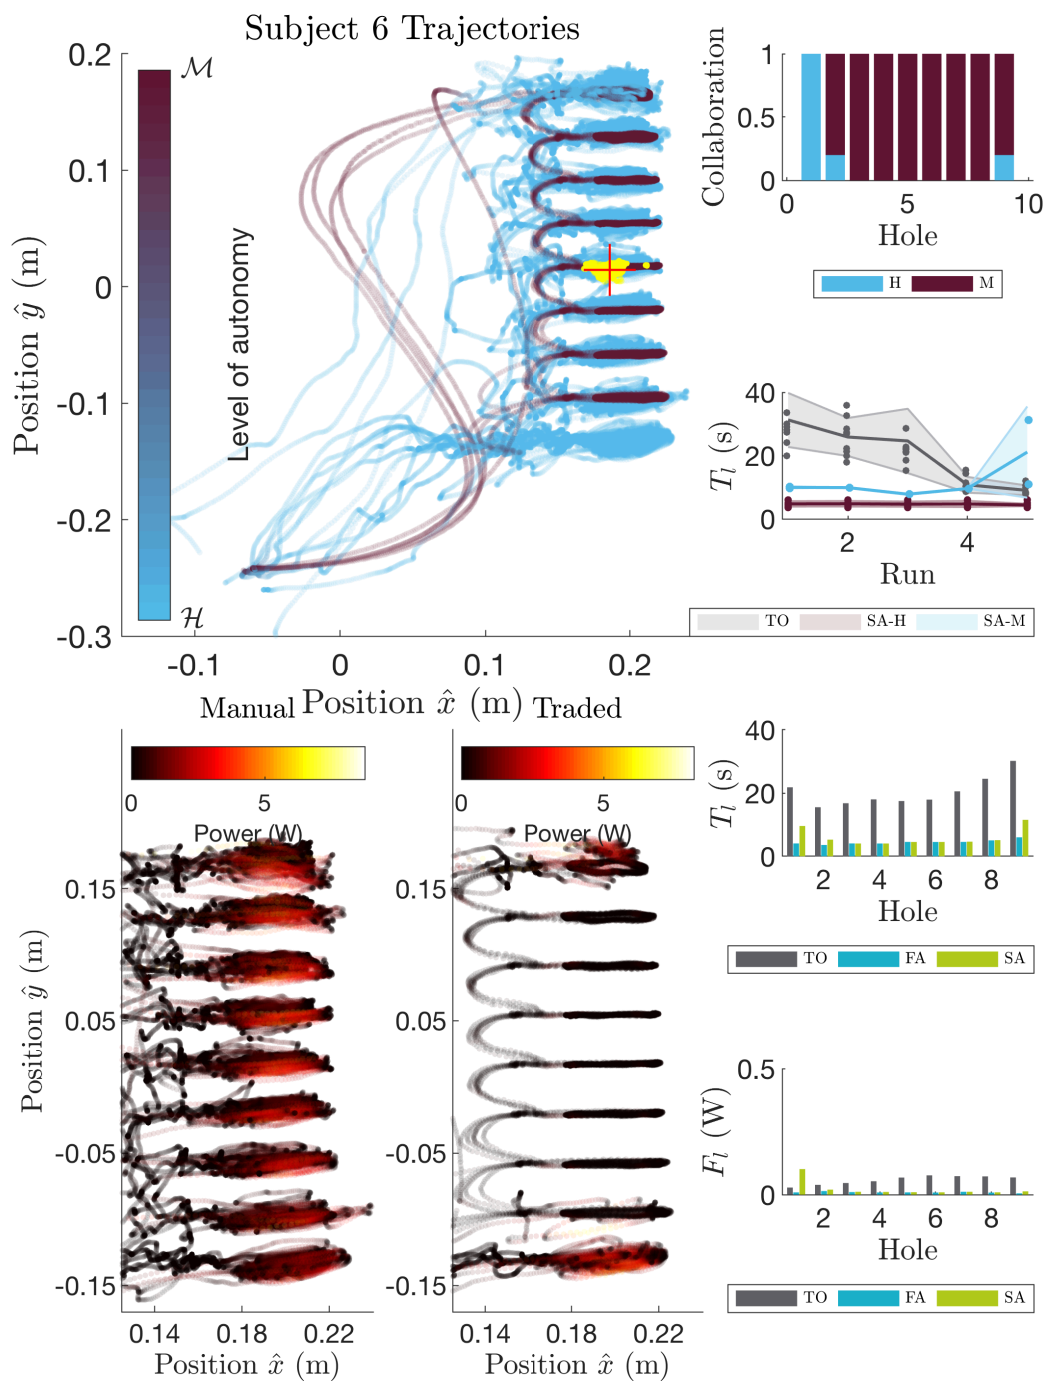 Subject 6 Trajectories
0.2
0.1
0
-0.1
-0.2
-0.3
Position ŷ (m)
ℳ
ℋ
Level of autonomy
-0.1
0
0.1
0.2
Position x̂ (m)
Collaboration
1
0.5
0
0
5
10
Hole
H
M
T_l (s)
40
20
0
2
4
Run
TO
SA-H
SA-M
Manual
0
5
Power (W)
0.15
0.05
-0.05
-0.15
Position ŷ (m)
0.14
0.18
0.22
Position x̂ (m)
Traded
0
5
Power (W)
0.15
0.05
-0.05
-0.15
0.14
0.18
0.22
Position x̂ (m)
T_l (s)
40
20
0
2
4
6
8
Hole
TO
FA
SA
F_l (W)
0.5
0
2
4
6
8
Hole
TO
FA
SA